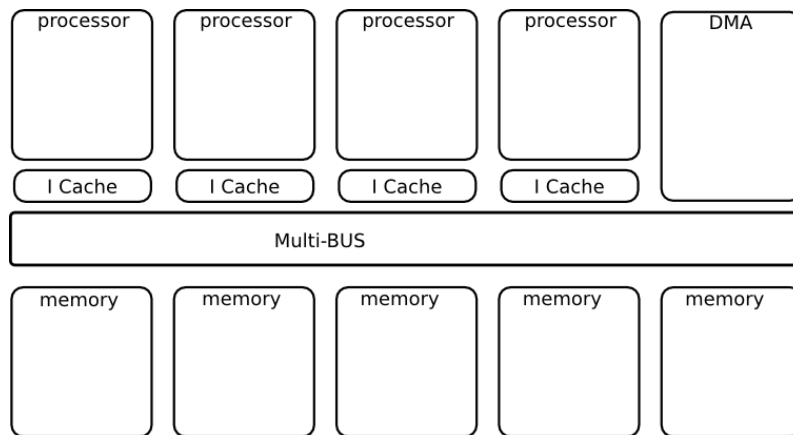 processor processor processor processor DMA
I Cache I Cache I Cache I Cache
Multi-BUS
memory memory memory memory memory